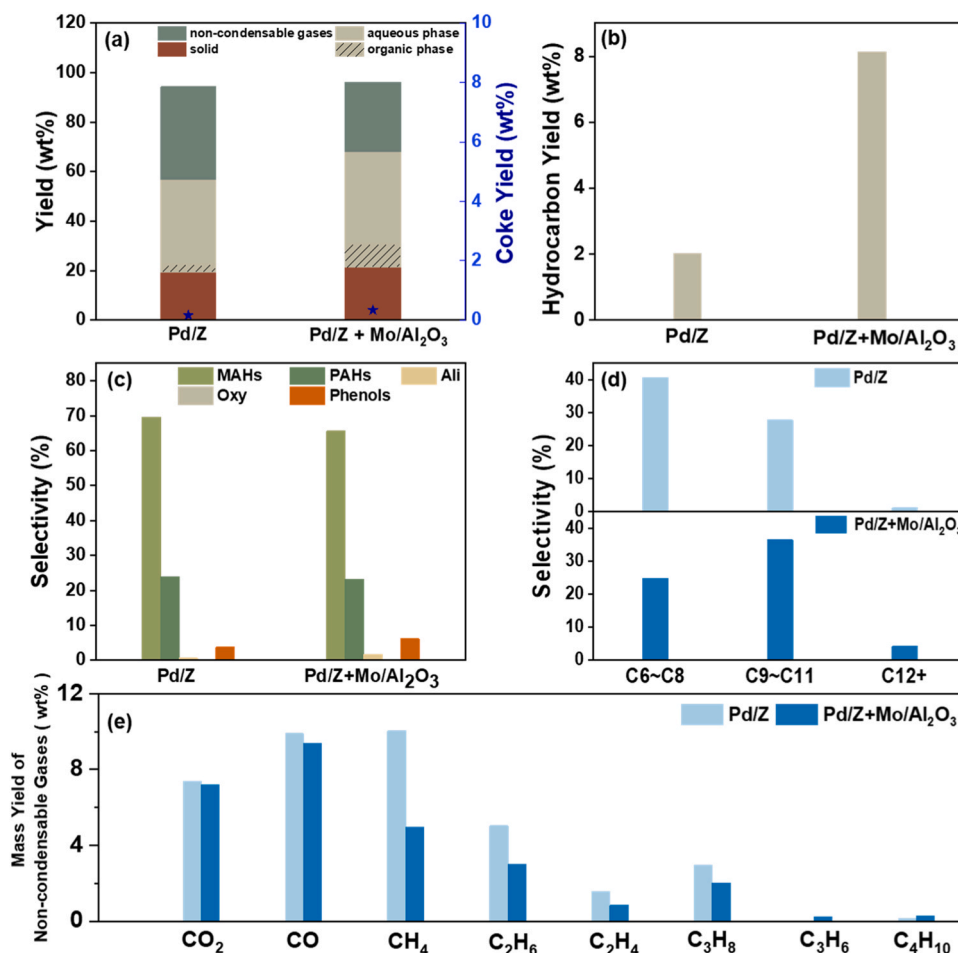 (a)
non-condensable gases
aqueous phase
solid
organic phase
120
100
80
60
40
20
0
Yield (wt%)
10
8
6
4
2
0
Coke Yield (wt%)
Pd/Z
Pd/Z + Mo/Al₂O₃
(b)
8
6
4
2
0
Hydrocarbon Yield (wt%)
Pd/Z
Pd/Z+Mo/Al₂O₃
(c)
MAHs
PAHs
Ali
Oxy
Phenols
80
70
60
50
40
30
20
10
0
Selectivity (%)
Pd/Z
Pd/Z+Mo/Al₂O₃
(d)
Pd/Z
40
30
20
10
0
Selectivity (%)
Pd/Z+Mo/Al₂O₃
40
30
20
10
0
C6~C8
C9~C11
C12+
(e)
Pd/Z
Pd/Z+Mo/Al₂O₃
12
8
4
0
Mass Yield of
Non-condensable Gases ( wt%)
CO₂
CO
CH₄
C₂H₆
C₂H₄
C₃H₈
C₃H₆
C₄H₁₀